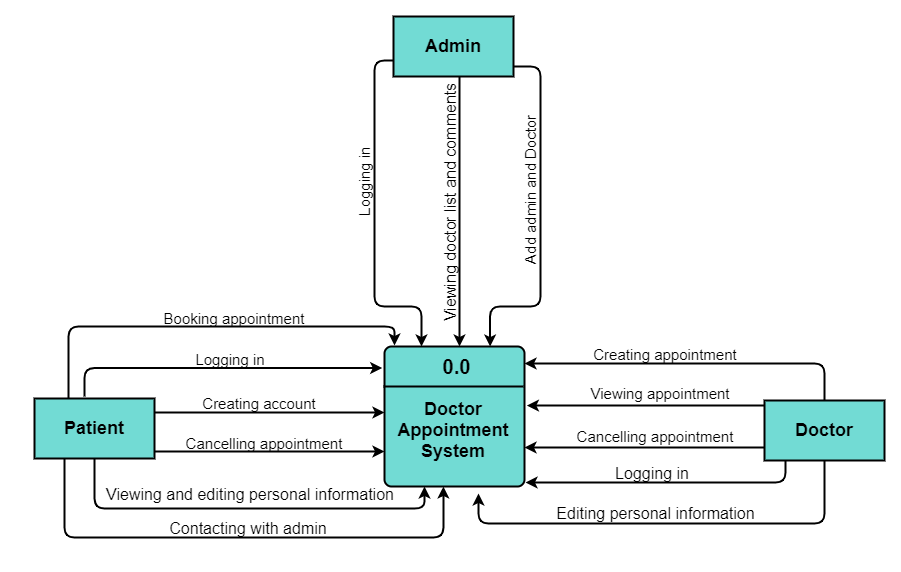 Admin
Logging in
Viewing doctor list and comments
Add admin and Doctor
Booking appointment
Logging in
Creating account
Cancelling appointment
Patient
Viewing and editing personal information
Contacting with admin
0.0
Doctor
Appointment
System
Creating appointment
Viewing appointment
Cancelling appointment
Logging in
Editing personal information
Doctor